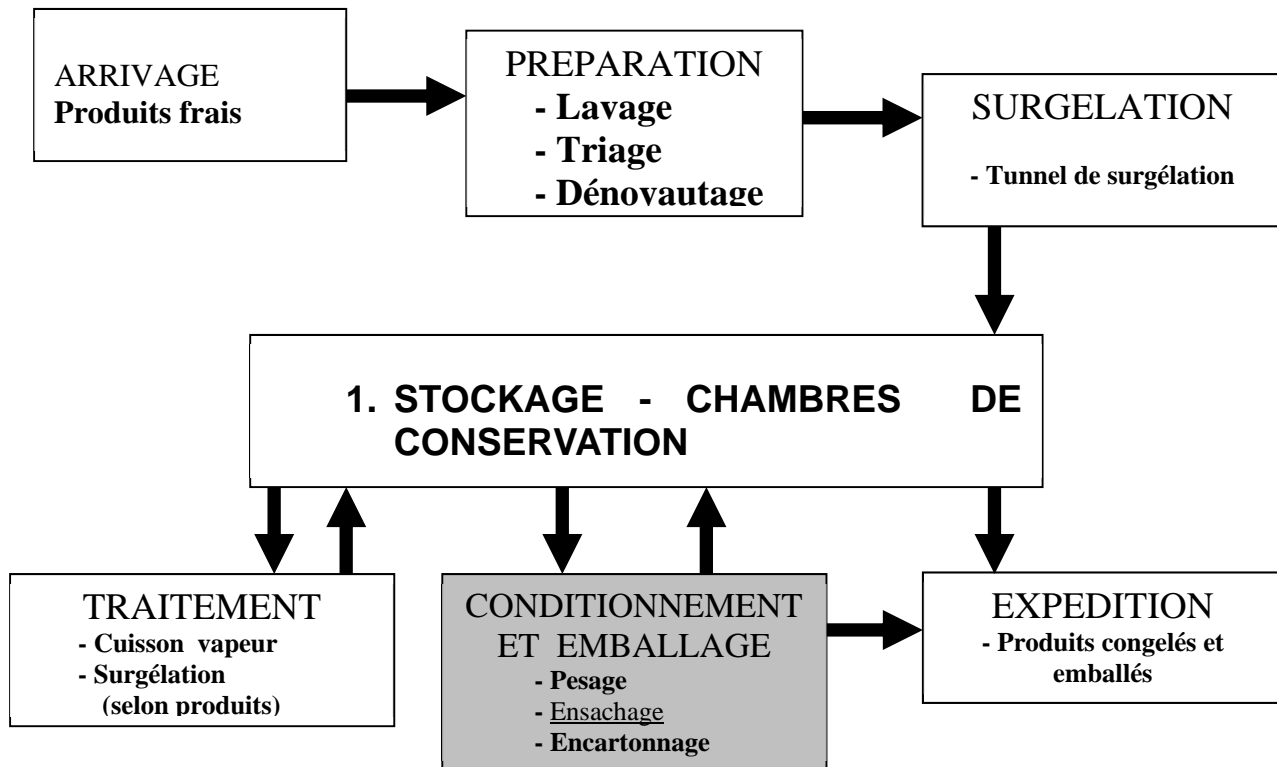 ARRIVAGE
Produits frais
PREPARATION
- Lavage
- Triage
- Dénovautage
SURGELATION
- Tunnel de surgélation
1. STOCKAGE - CHAMBRES DE
CONSERVATION
TRAITEMENT
- Cuisson vapeur
- Surgélation
(selon produits)
CONDITIONNEMENT
ET EMBALLAGE
- Pesage
- Ensachage
- Encartonnage
EXPEDITION
- Produits congelés et
emballés